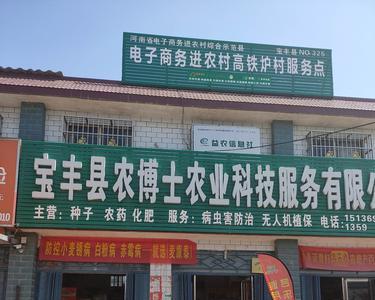 河南省电子商务进农村综合示范县
宝丰县 NO.325
电子商务进农村高铁炉村服务点
益农信息社
宝丰县农博士农业科技服务有限公
主营：种子 农药 化肥 服务：病虫害防治 无人机植保 电话：
15136
1359
010
防控小麦锈病 白粉病 赤霉病
就选